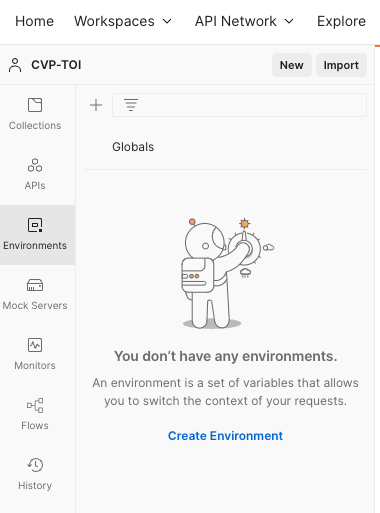 Home Workspaces API Network Explore
CVP-TOI New Import
Collections
APIs
Environments
Mock Servers
Monitors
Flows
History
Globals
You don’t have any environments.
An environment is a set of variables that allows
you to switch the context of your requests.
Create Environment